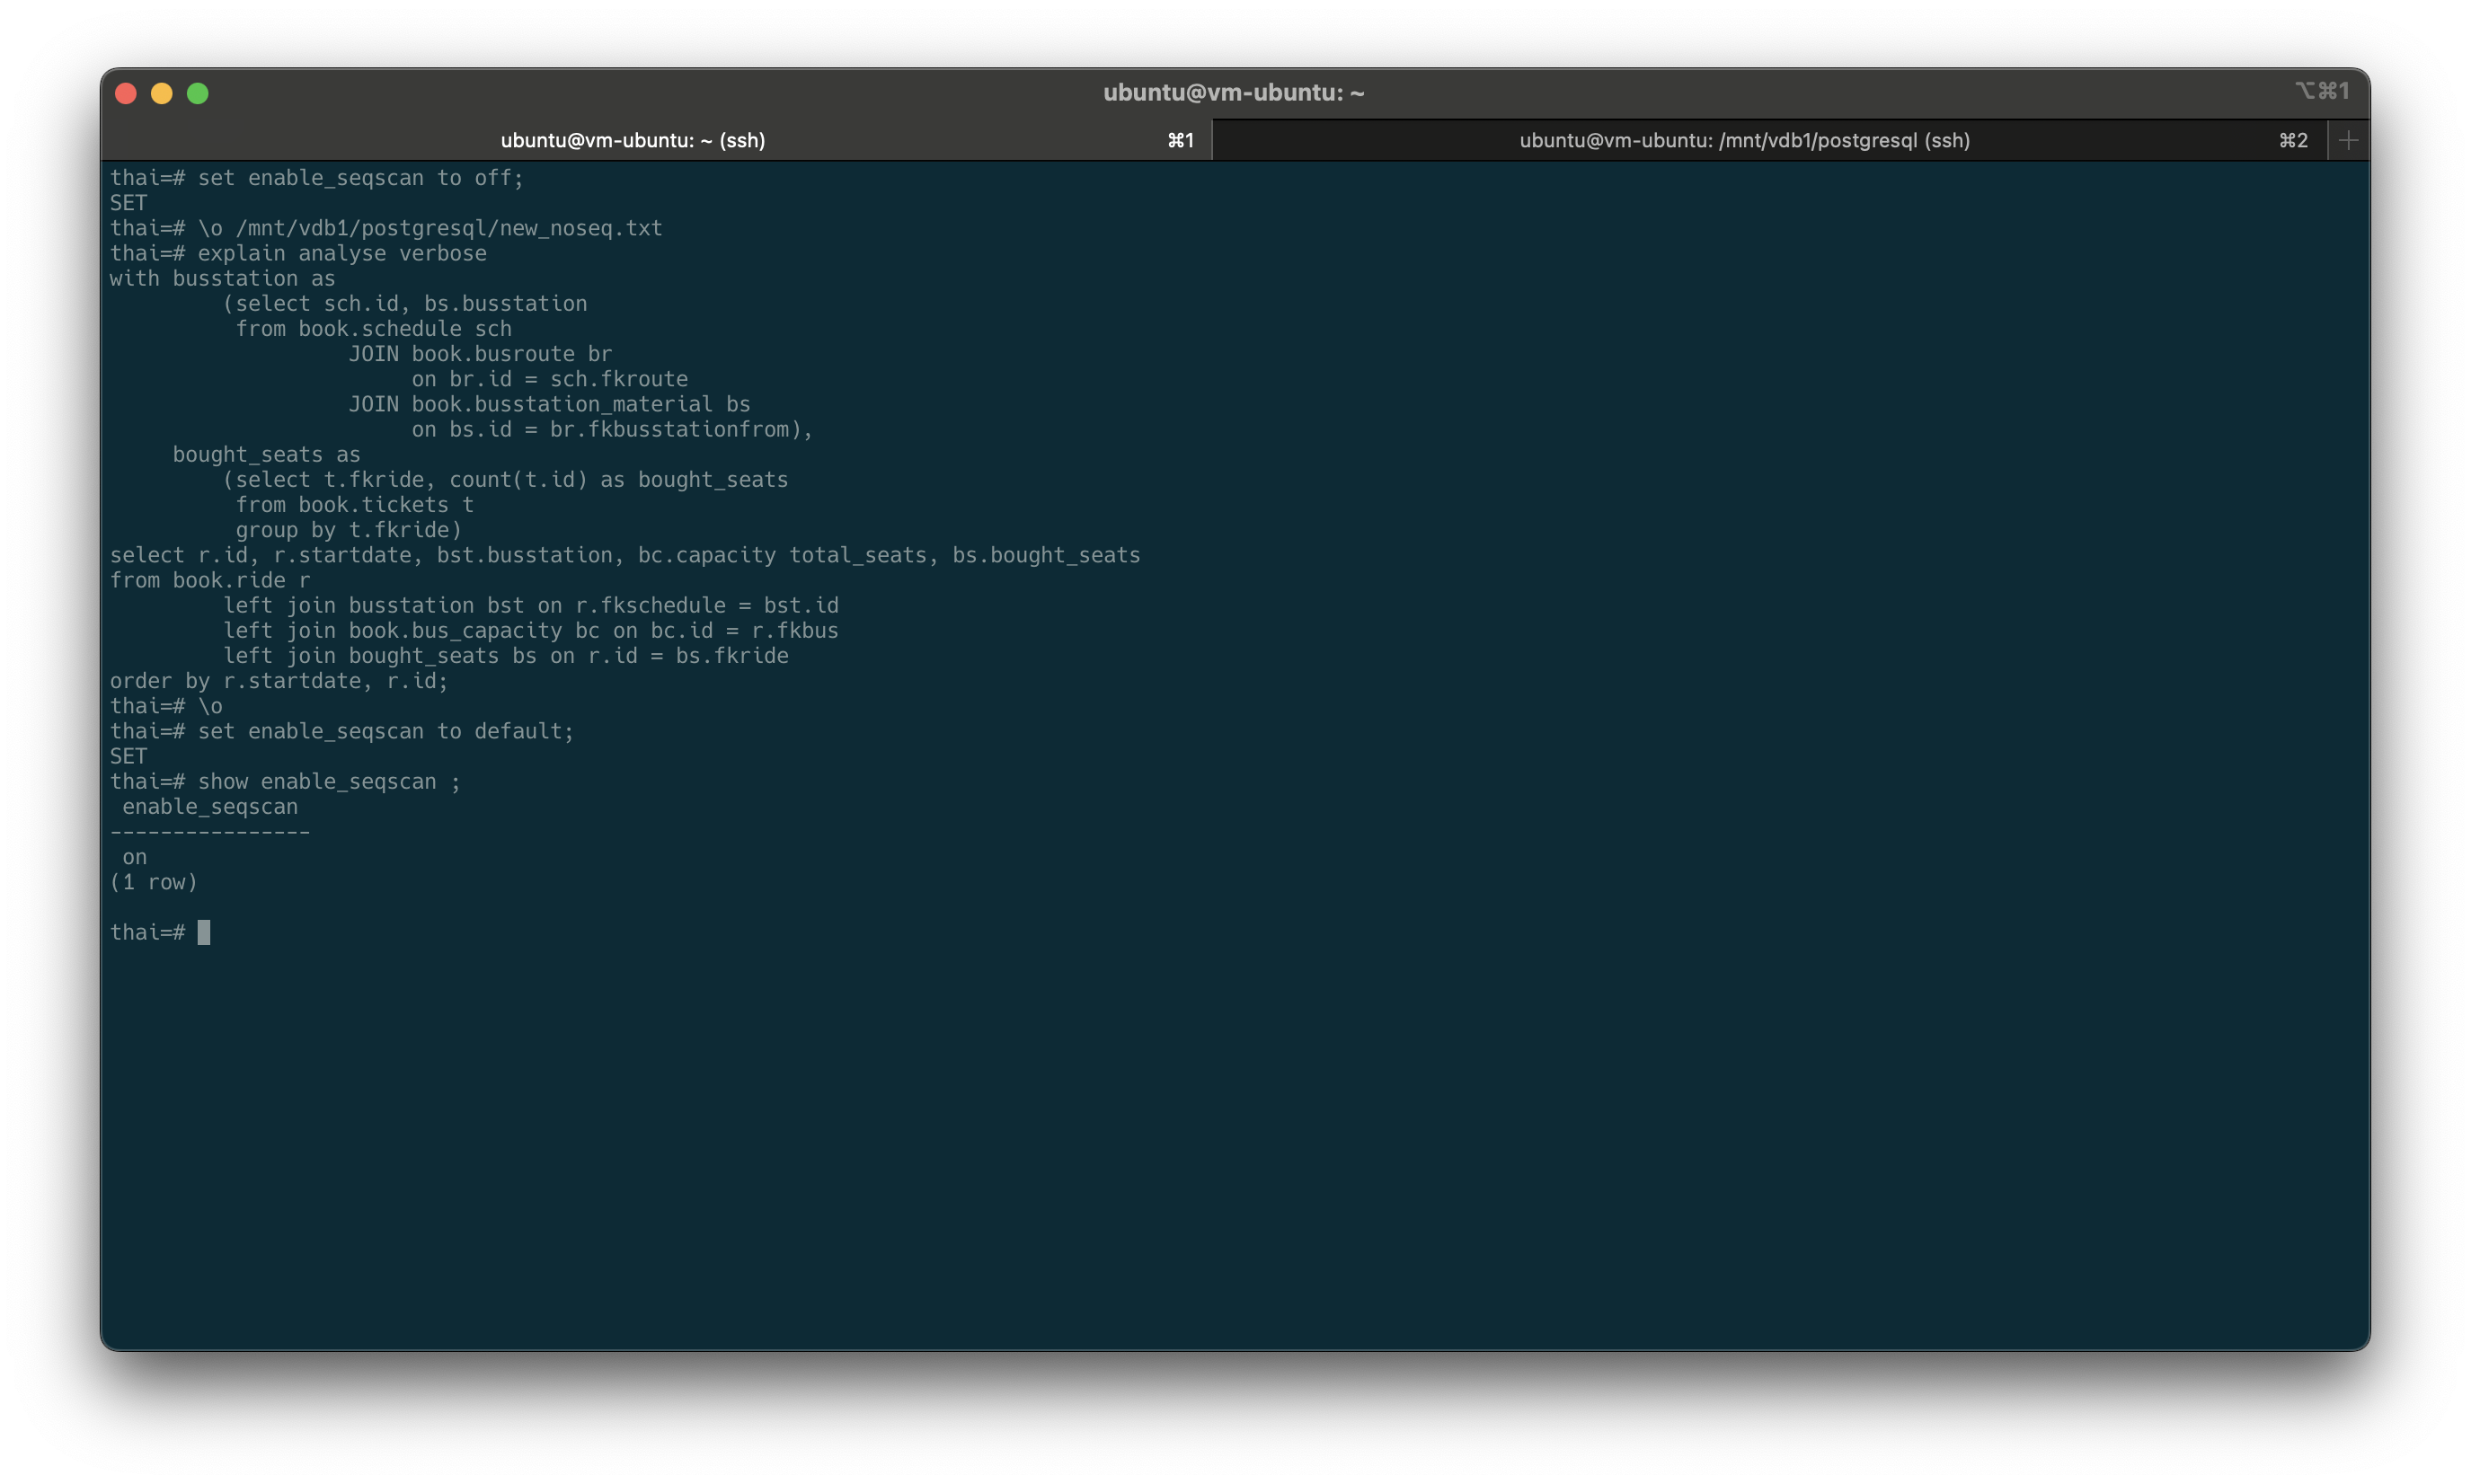 ubuntu@vm-ubuntu: ~
⌥⌘1
ubuntu@vm-ubuntu: ~ (ssh) ⌘1
ubuntu@vm-ubuntu: /mnt/vdb1/postgresql (ssh) ⌘2
thai=# set enable_seqscan to off;
SET
thai=# \o /mnt/vdb1/postgresql/new_noseq.txt
thai=# explain analyse verbose
with busstation as
         (select sch.id, bs.busstation
          from book.schedule sch
                   JOIN book.busroute br
                        on br.id = sch.fkroute
                   JOIN book.busstation_material bs
                        on bs.id = br.fkbusstationfrom),
     bought_seats as
         (select t.fkride, count(t.id) as bought_seats
          from book.tickets t
          group by t.fkride)
select r.id, r.startdate, bst.busstation, bc.capacity total_seats, bs.bought_seats
from book.ride r
         left join busstation bst on r.fkschedule = bst.id
         left join book.bus_capacity bc on bc.id = r.fkbus
         left join bought_seats bs on r.id = bs.fkride
order by r.startdate, r.id;
thai=# \o
thai=# set enable_seqscan to default;
SET
thai=# show enable_seqscan ;
 enable_seqscan
----------------
 on
(1 row)

thai=#